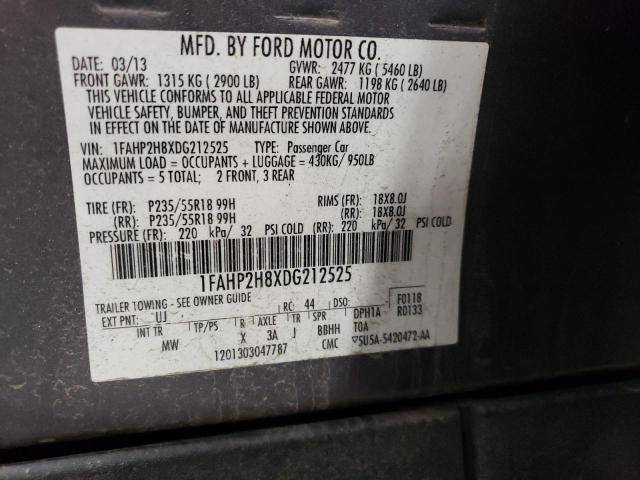 MFD. BY FORD MOTOR CO.
DATE: 03/13 GVWR: 2477 KG ( 5460 LB)
FRONT GAWR: 1315 KG ( 2900 LB) REAR GAWR: 1198 KG ( 2640 LB)
THIS VEHICLE CONFORMS TO ALL APPLICABLE FEDERAL MOTOR
VEHICLE SAFETY, BUMPER, AND THEFT PREVENTION STANDARDS
IN EFFECT ON THE DATE OF MANUFACTURE SHOWN ABOVE.
VIN: 1FAHP2H8XDG212525 TYPE: Passenger Car
MAXIMUM LOAD = OCCUPANTS + LUGGAGE = 430KG/ 950LB
OCCUPANTS = 5 TOTAL; 2 FRONT, 3 REAR
TIRE (FR): P235/55R18 99H RIMS (FR): 18X8.0J
(RR): P235/55R18 99H (RR): 18X8.0J
PRESSURE (FR): 220 kPa/ 32 PSI COLD (RR): 220 kPa/ 32 PSI COLD
1FAHP2H8XDG212525
TRAILER TOWING - SEE OWNER GUIDE
EXT PNT: UJ RC: 44 DSO: F0118
R0133
INT TR TP/PS R AXLE TR SPR DPH1A
MW X 3A J BBHH TOA
1201303047787 CMC 5U5A-5420472-AA